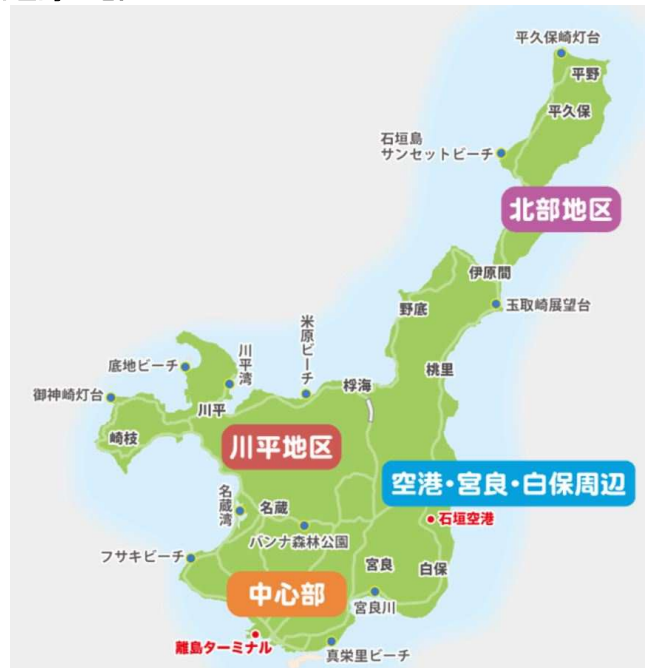 平久保崎灯台
平野
平久保
石垣島
サンセットビーチ
北部地区
伊原間
玉取崎展望台
野底
米原ビーチ
川平湾
底地ビーチ
桃里
桴海
御神崎灯台
川平
崎枝
川平地区
空港・宮良・白保周辺
名蔵湾
名蔵
石垣空港
バンナ森林公園
フサキビーチ
宮良
白保
中心部
宮良川
離島ターミナル
真栄里ビーチ